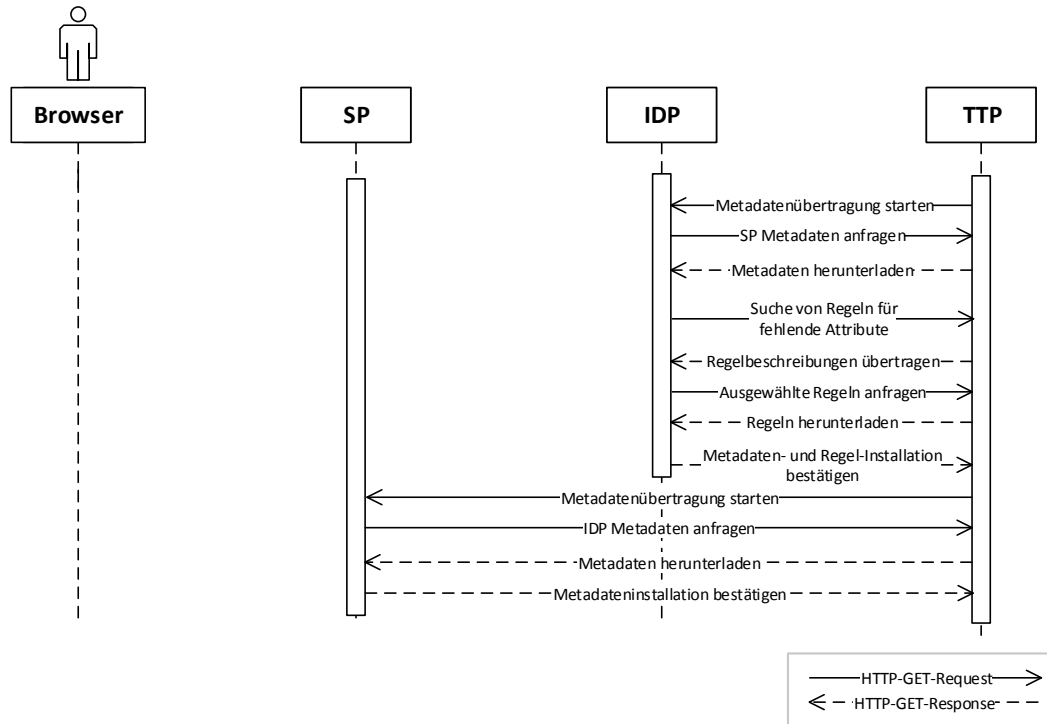 Browser
SP
IDP
TTP
Metadatenübertragung starten
SP Metadaten anfragen
Metadaten herunterladen
Suche von Regeln für
fehlende Attribute
Regelbeschreibungen übertragen
Ausgewählte Regeln anfragen
Regeln herunterladen
Metadaten- und Regel-Installation
bestätigen
Metadatenübertragung starten
IDP Metadaten anfragen
Metadaten herunterladen
Metadateninstallation bestätigen
HTTP-GET-Request
HTTP-GET-Response